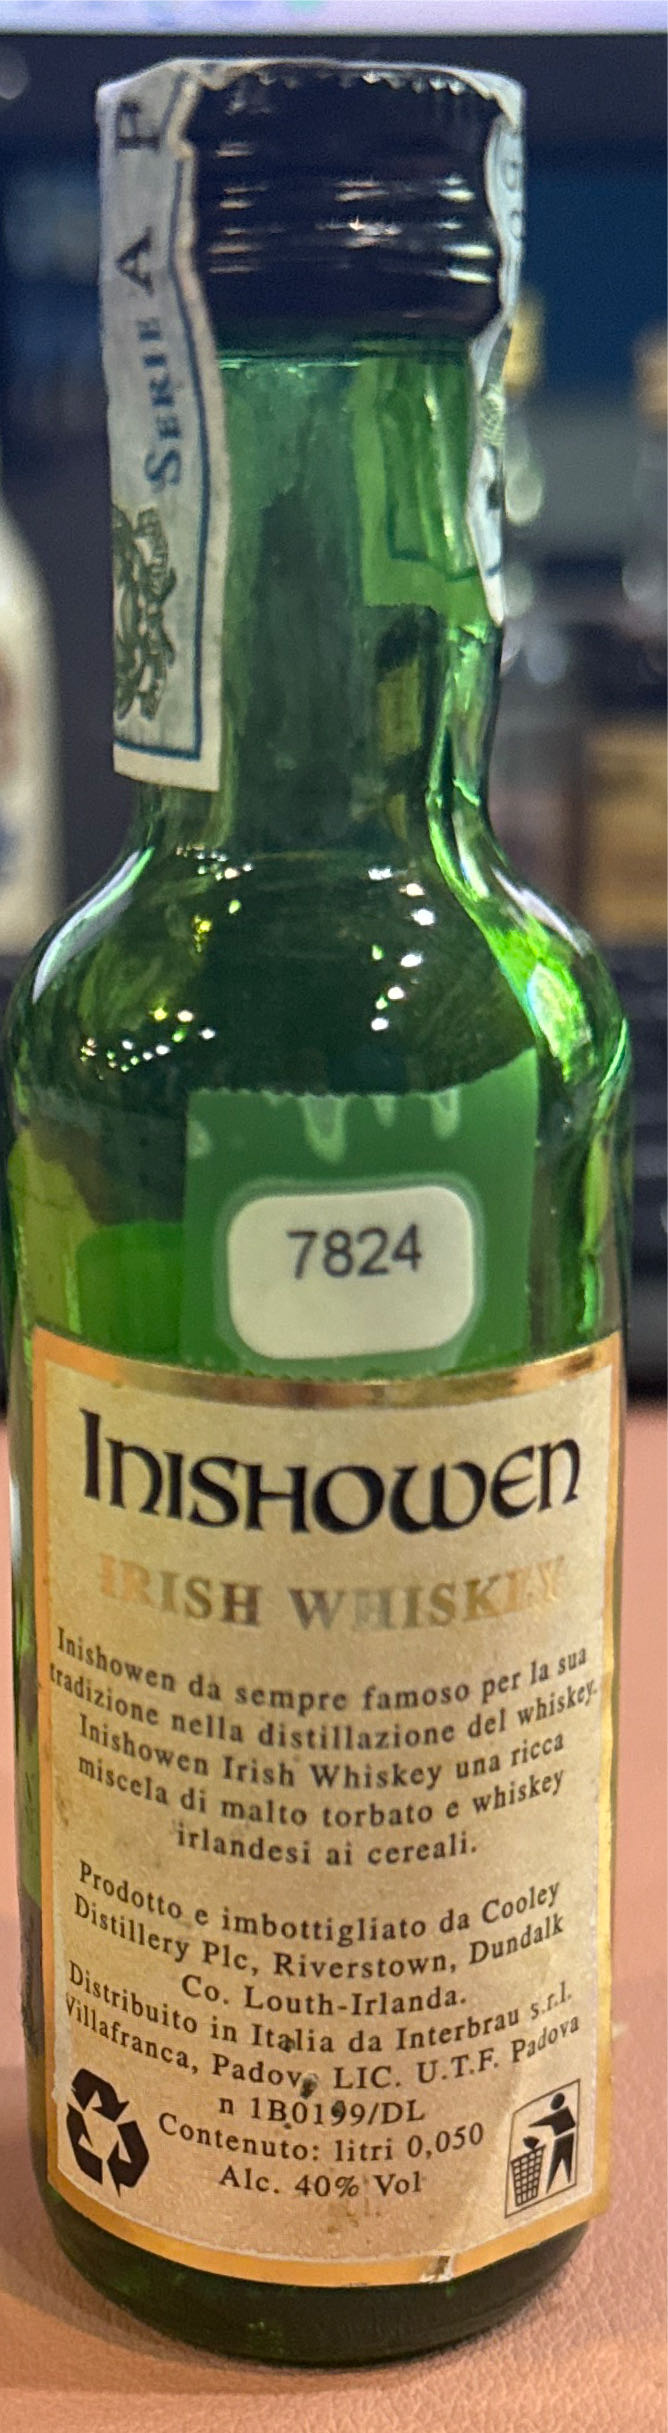 SERIE A P
7824
INISHOWEN
IRISH WHISKEY
Inishowen da sempre famoso per la sua
tradizione nella distillazione del whiskey.
Inishowen Irish Whiskey una ricca
miscela di malto torbato e whiskey
irlandesi ai cereali.
Prodotto e imbottigliato da Cooley
Distillery Plc, Riverstown, Dundalk
Co. Louth-Irlanda.
Distribuito in Italia da Interbrau s.r.l.
Villafranca, Padova LIC. U.T.F. Padova
n 1B0199/DL
Contenuto: litri 0,050
Alc. 40% Vol